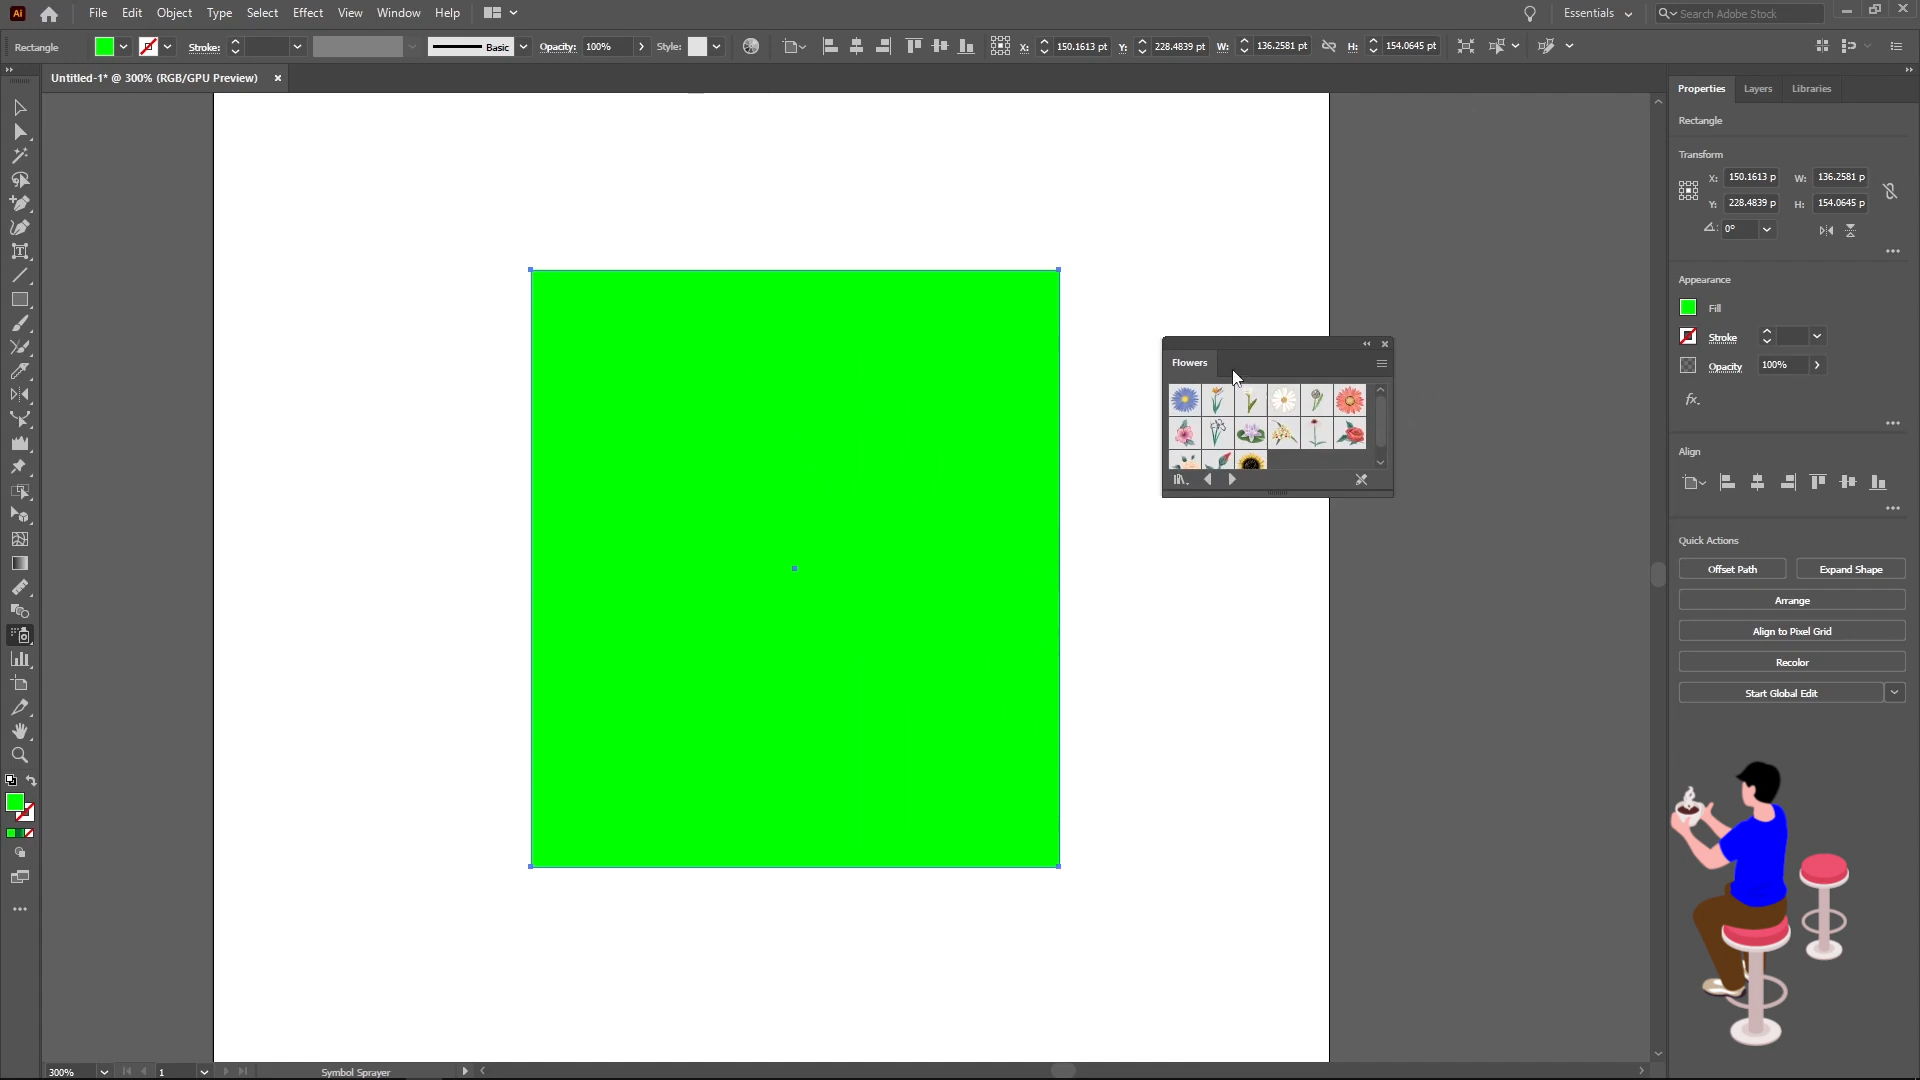 Ai File Edit Object Type Select Effect View Window Help Essentials Search Adobe Stock
Rectangle Stroke: Basic Opacity: 100% Style: X: 150.1613 pt Y: 228.4839 pt W: 136.2581 pt H: 154.0645 pt
Untitled-1* @ 300% (RGB/GPU Preview)
Properties Layers Libraries
Rectangle
Transform
X: 150.1613 p W: 136.2581 p
Y: 228.4839 p H: 154.0645 p
0°
Appearance
Fill
Stroke
Opacity 100%
fx.
Align
Quick Actions
Offset Path Expand Shape
Arrange
Align to Pixel Grid
Recolor
Start Global Edit
Flowers
300% 1 Symbol Sprayer